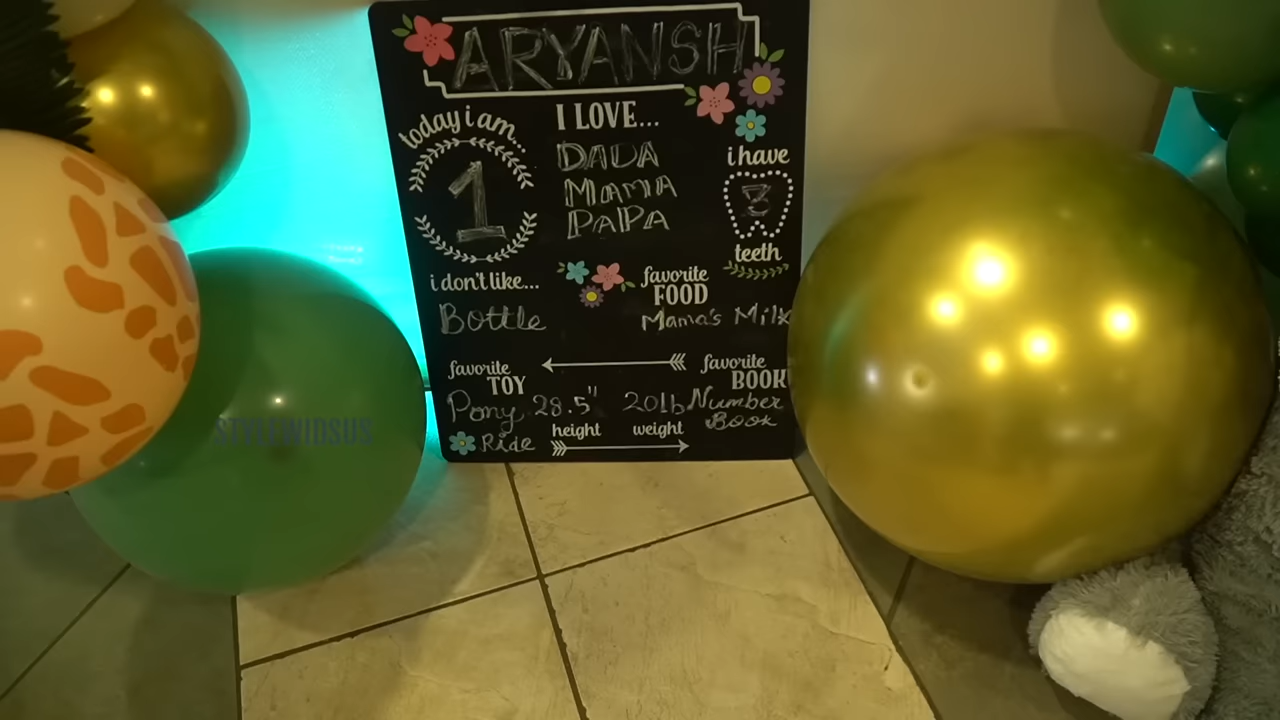 ARYANSH
today i am...
1
I LOVE...
DADA
MAMA
PAPA
i have
3
teeth
i don't like...
Bottle
favorite
FOOD
Mama's Milk
favorite
TOY
Pony
Ride
28.5"
height
20lb
weight
favorite
BOOK
Number
Book
STYLEWIDSUS